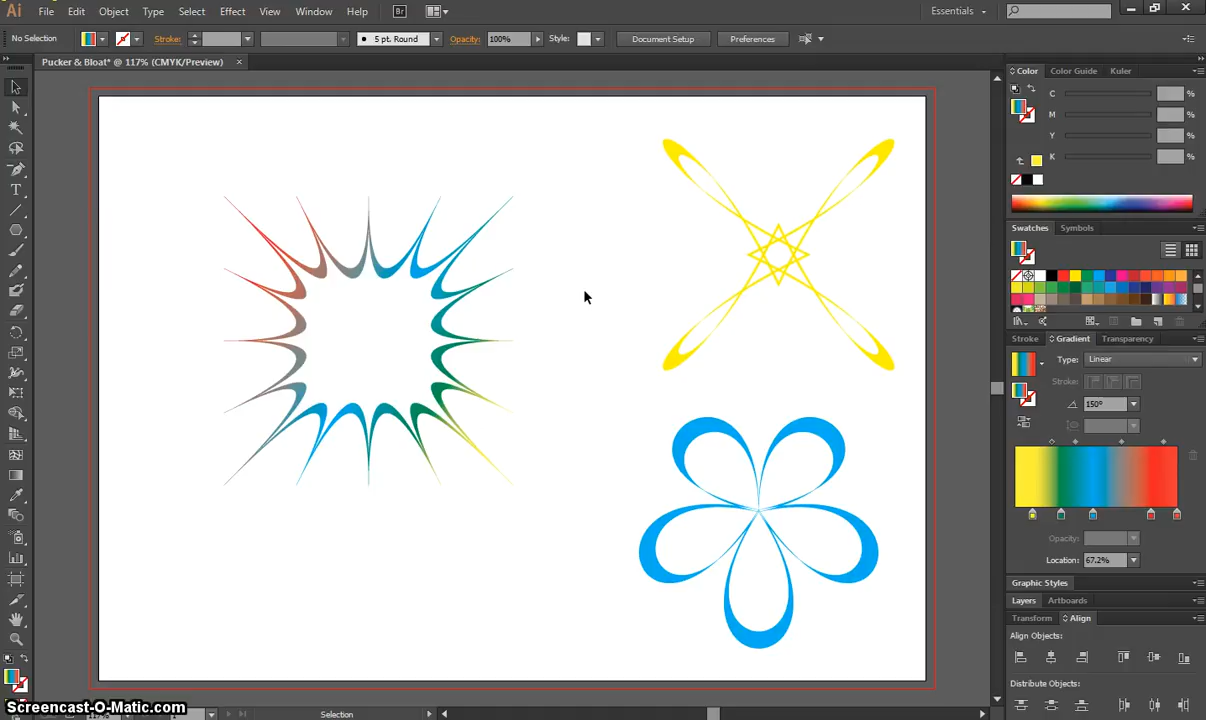 Ai File Edit Object Type Select Effect View Window Help Br Essentials
No Selection Stroke: 5 pt. Round Opacity: 100% Style: Document Setup Preferences
Pucker & Bloat* @ 117% (CMYK/Preview) ×
Color Color Guide Kuler
C %
M %
Y %
K %
Swatches Symbols
Stroke Gradient Transparency
Type: Linear
Stroke:
150°
Opacity:
Location: 67.2%
Graphic Styles
Layers Artboards
Transform Align
Align Objects:
Distribute Objects:
Screencast-O-Matic.com
117% 1 Selection